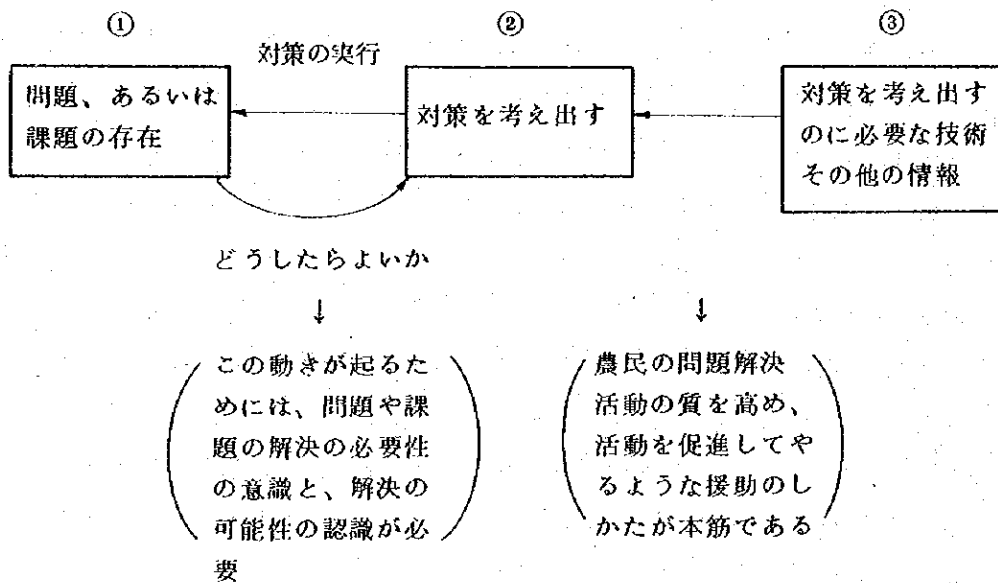 ①
②
③
対策の実行
問題、あるいは
課題の存在
対策を考え出す
対策を考え出す
のに必要な技術
その他の情報
どうしたらよいか
↓
↓
この動きが起るた
めには、問題や課
題の解決の必要性
の意識と、解決の
可能性の認識が必
要
農民の問題解決
活動の質を高め、
活動を促進してや
るような援助のし
かたが本筋である